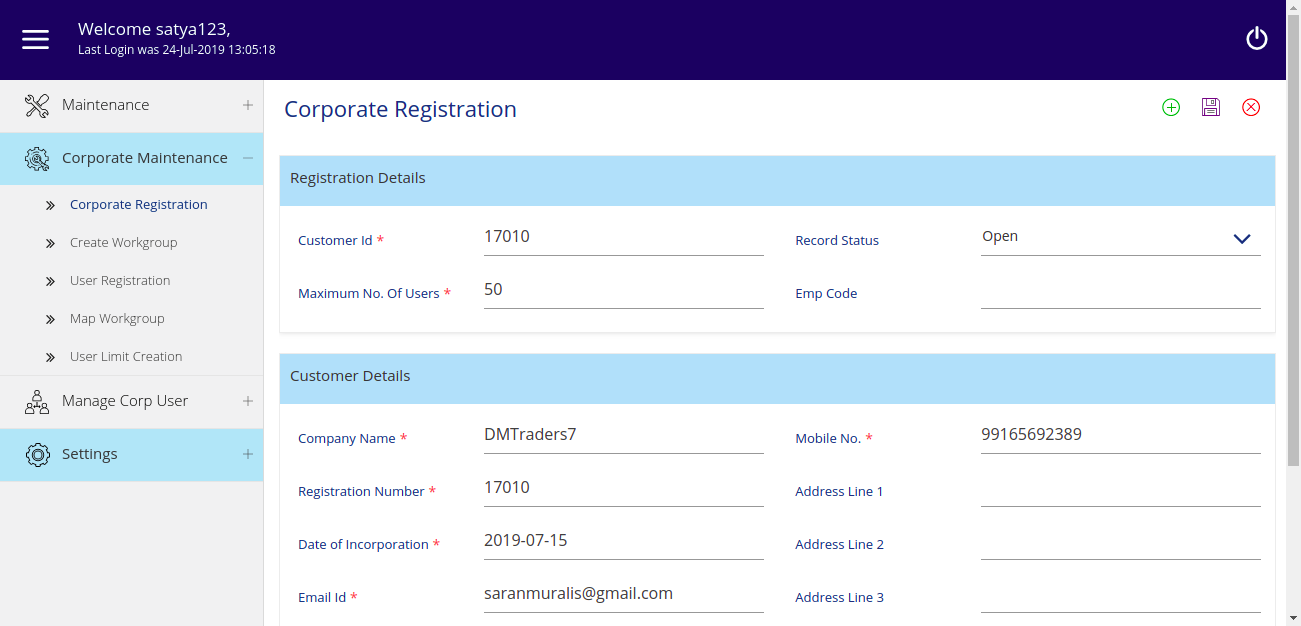 Welcome satya123,
Last Login was 24-Jul-2019 13:05:18
Maintenance
Corporate Maintenance
Corporate Registration
Create Workgroup
User Registration
Map Workgroup
User Limit Creation
Manage Corp User
Settings
Corporate Registration
Registration Details
Customer Id * 17010 Record Status Open
Maximum No. Of Users * 50 Emp Code
Customer Details
Company Name * DMTraders7 Mobile No. * 99165692389
Registration Number * 17010 Address Line 1
Date of Incorporation * 2019-07-15 Address Line 2
Email Id * saranmuralis@gmail.com Address Line 3